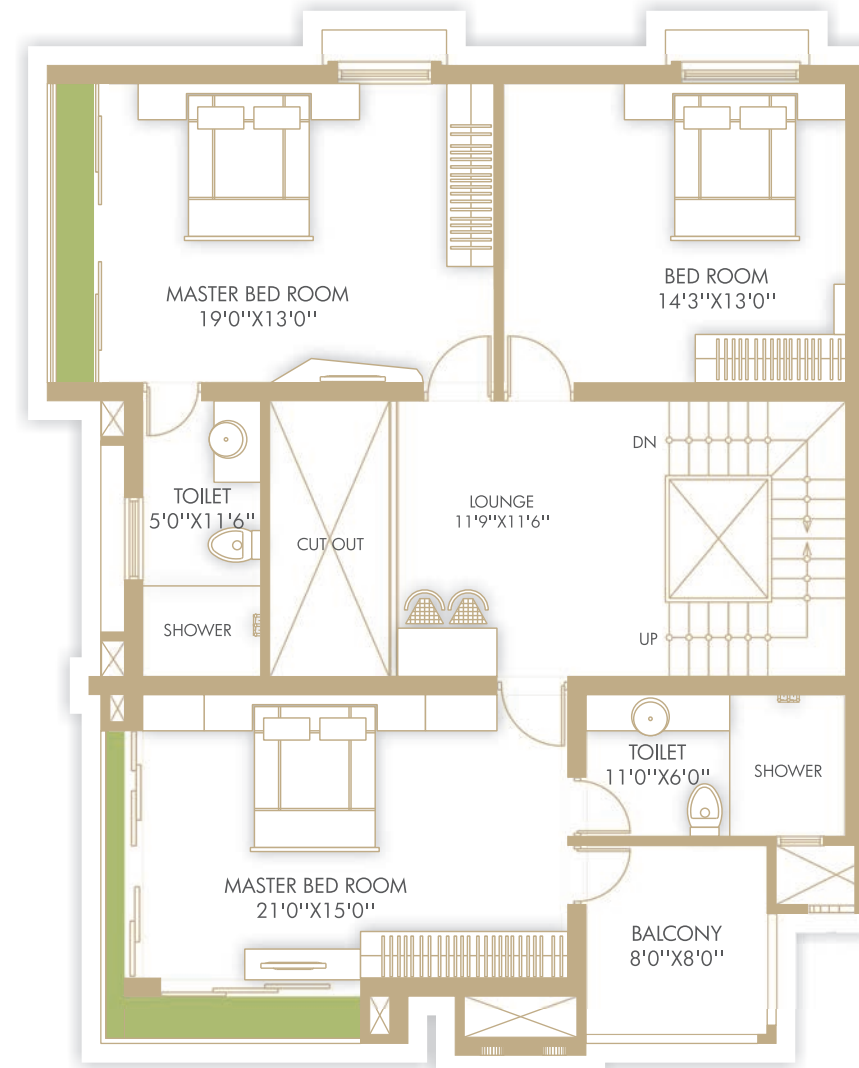 MASTER BED ROOM
19'0''X13'0''
BED ROOM
14'3''X13'0''
DN
TOILET
5'0''X11'6''
LOUNGE
11'9''X11'6''
CUT OUT
SHOWER
UP
TOILET
11'0''X6'0''
SHOWER
MASTER BED ROOM
21'0''X15'0''
BALCONY
8'0''X8'0''